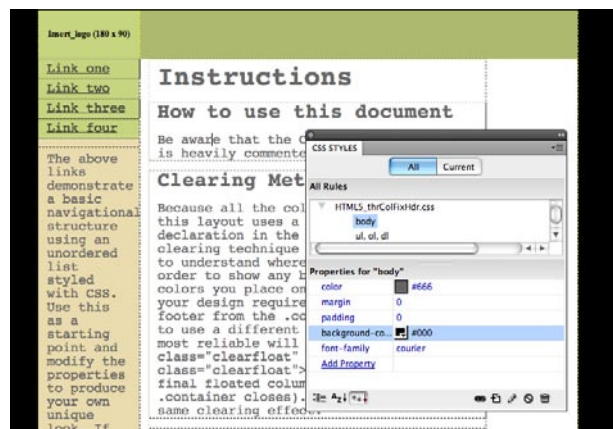 Insert_logo (180 x 90)
Link one
Link two
Link three
Link four
The above
links
demonstrate
a basic
navigational
structure
using an
unordered
list
styled
with CSS.
Use this
as a
starting
point and
modify the
properties
to produce
your own
unique
look. If
Instructions
How to use this document
Be aware that the C
is heavily commente
Clearing Met
Because all the col
this layout uses a
declaration in the
clearing technique
to understand where
order to show any b
colors you place on
your design require
footer from the .co
to use a different
most reliable will
class="clearfloat"
class="clearfloat">
final floated colum
.container closes).
same clearing effec
CSS STYLES
All Current
All Rules
HTML5_thrColFixHdr.css
body
ul, ol, dl
Properties for "body"
color #666
margin 0
padding 0
background-co... #000
font-family courier
Add Property